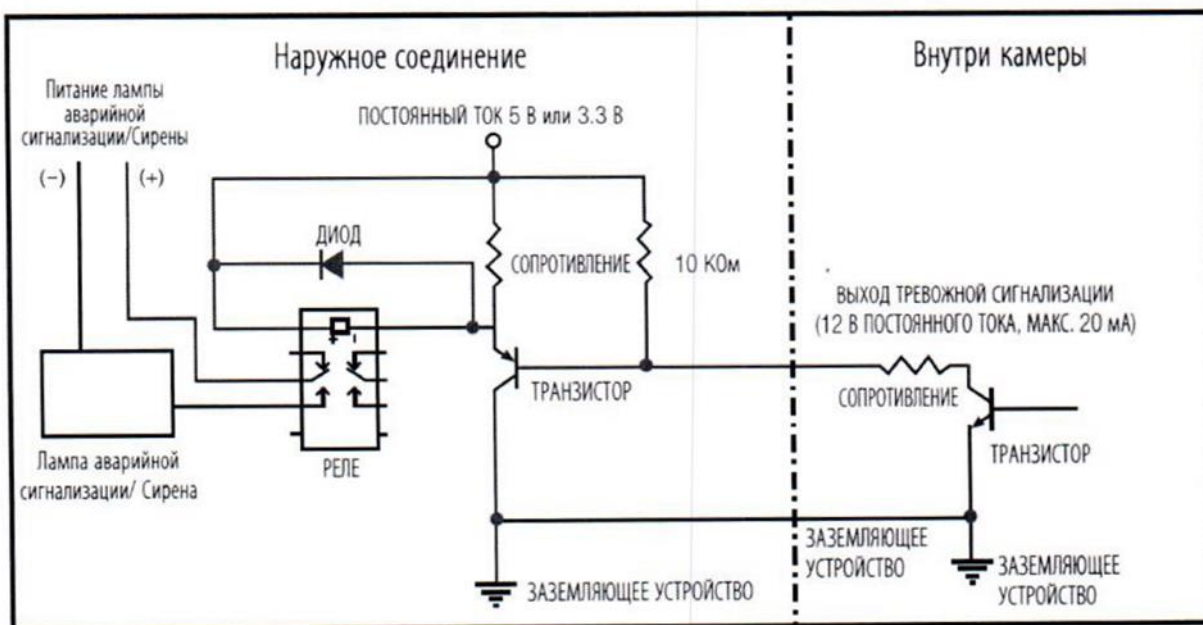 Наружное соединение
Внутри камеры
Питание лампы
аварийной
сигнализации/Сирены
(-)
(+)
ПОСТОЯННЫЙ ТОК 5 В или 3.3 В
ДИОД
СОПРОТИВЛЕНИЕ
10 КОм
ВЫХОД ТРЕВОЖНОЙ СИГНАЛИЗАЦИИ
(12 В ПОСТОЯННОГО ТОКА, МАКС. 20 мА)
+ -
ТРАНЗИСТОР
СОПРОТИВЛЕНИЕ
ТРАНЗИСТОР
РЕЛЕ
Лампа аварийной
сигнализации/ Сирена
ЗАЗЕМЛЯЮЩЕЕ
УСТРОЙСТВО
ЗАЗЕМЛЯЮЩЕЕ УСТРОЙСТВО
ЗАЗЕМЛЯЮЩЕЕ
УСТРОЙСТВО